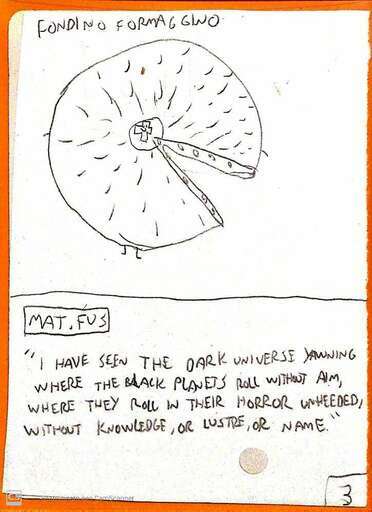 FONDINO FORMAGGINO
MAT. FUS
"I HAVE SEEN THE DARK UNIVERSE YAWNING
WHERE THE BLACK PLANETS ROLL WITHOUT AIM,
WHERE THEY ROLL IN THEIR HORROR UNHEEDED,
WITHOUT KNOWLEDGE, OR LUSTRE, OR NAME."
3
CamScanner